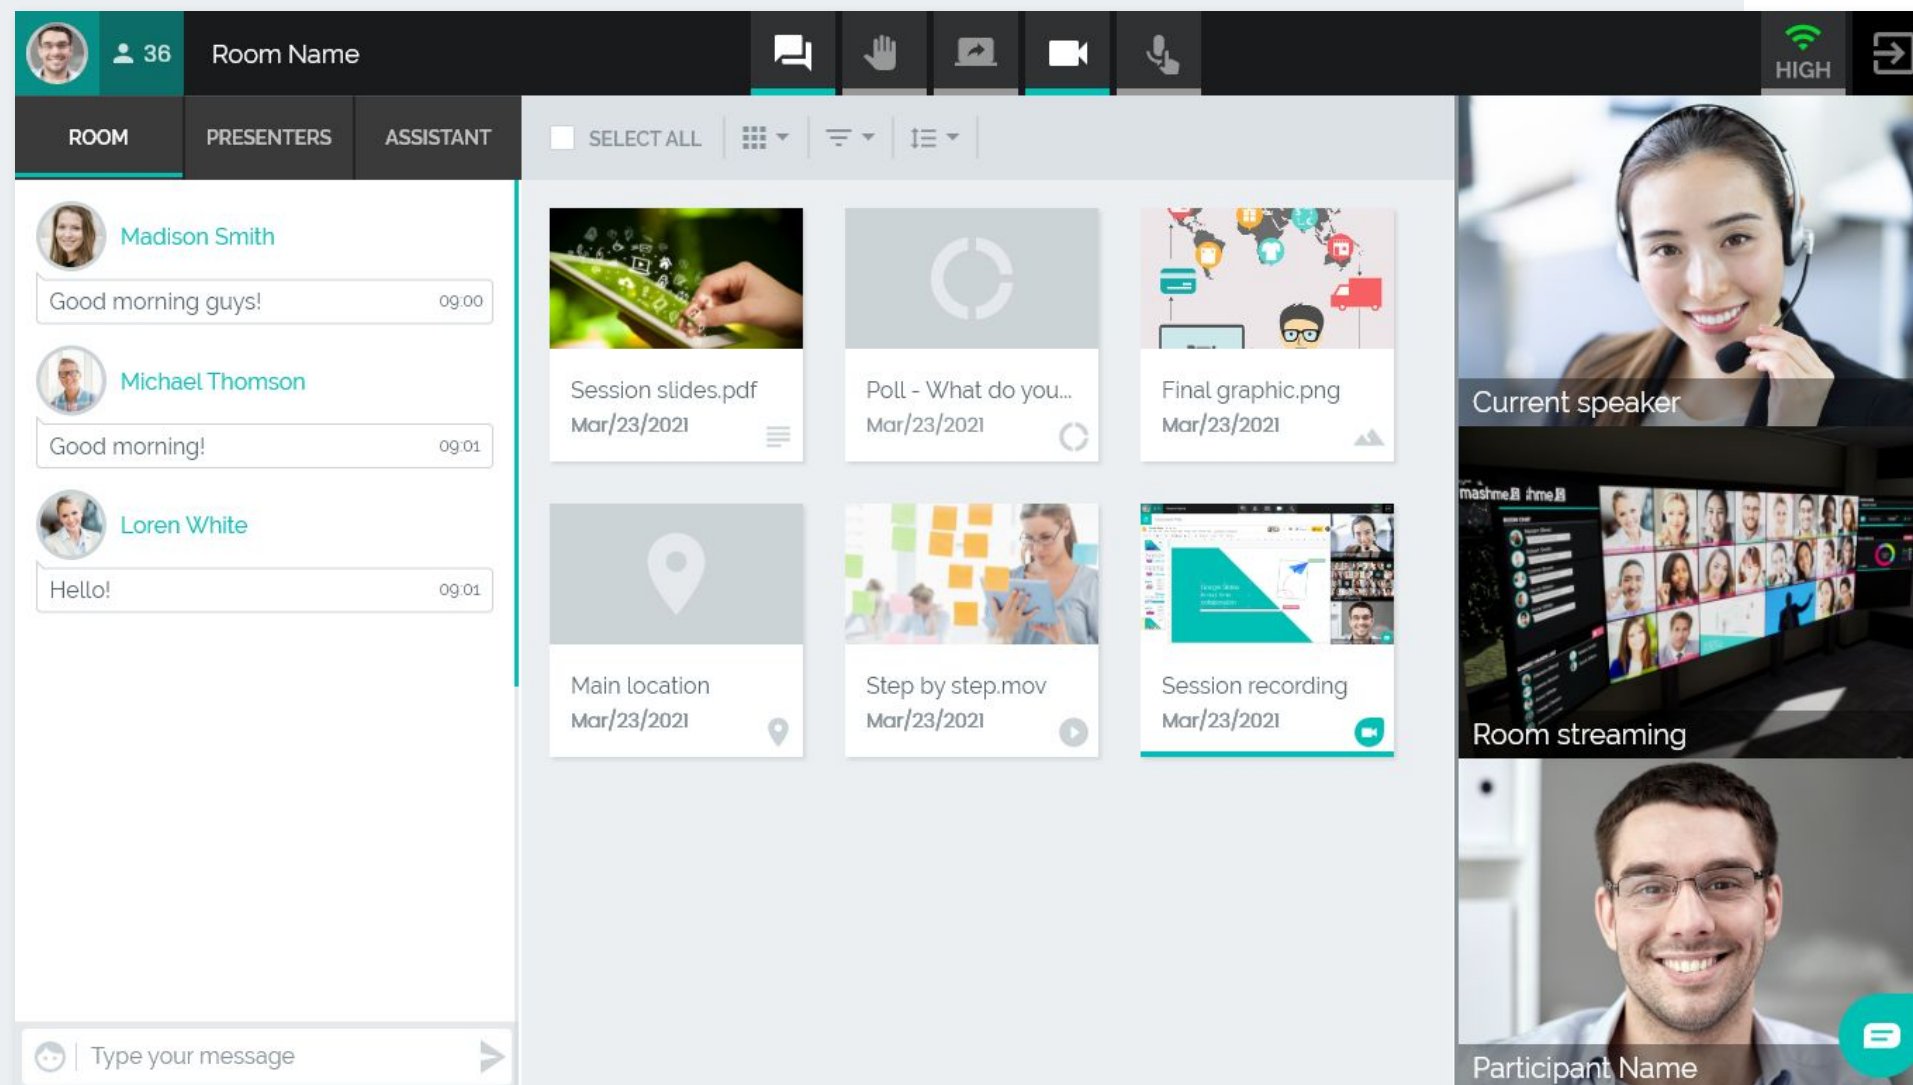 36
Room Name
HIGH
ROOM
PRESENTERS
ASSISTANT
SELECT ALL
Madison Smith
Good morning guys!
09:00
Michael Thomson
Good morning!
09:01
Loren White
Hello!
09:01
Type your message
Session slides.pdf
Mar/23/2021
Poll - What do you...
Mar/23/2021
Final graphic.png
Mar/23/2021
Main location
Mar/23/2021
Step by step.mov
Mar/23/2021
Session recording
Mar/23/2021
Google Slides
Current speaker
mashme
Room streaming
Participant Name